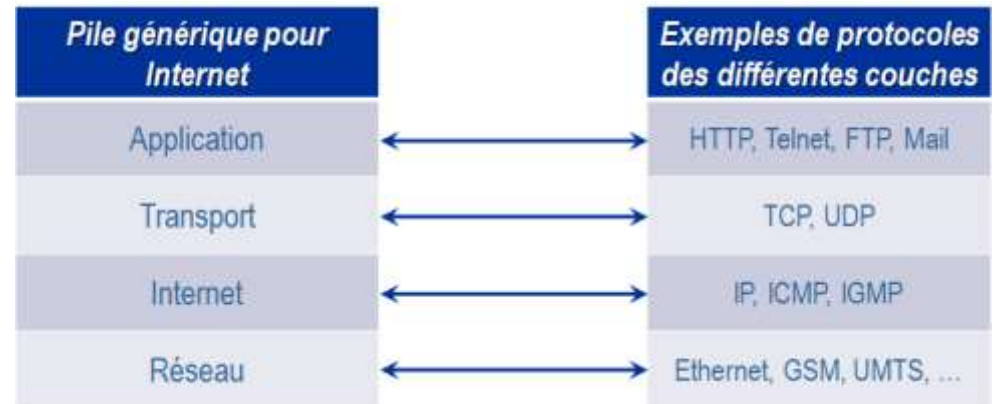 Pile générique pour
Internet
Exemples de protocoles
des différentes couches
Application
HTTP, Telnet, FTP, Mail
Transport
TCP, UDP
Internet
IP, ICMP, IGMP
Réseau
Ethernet, GSM, UMTS, …